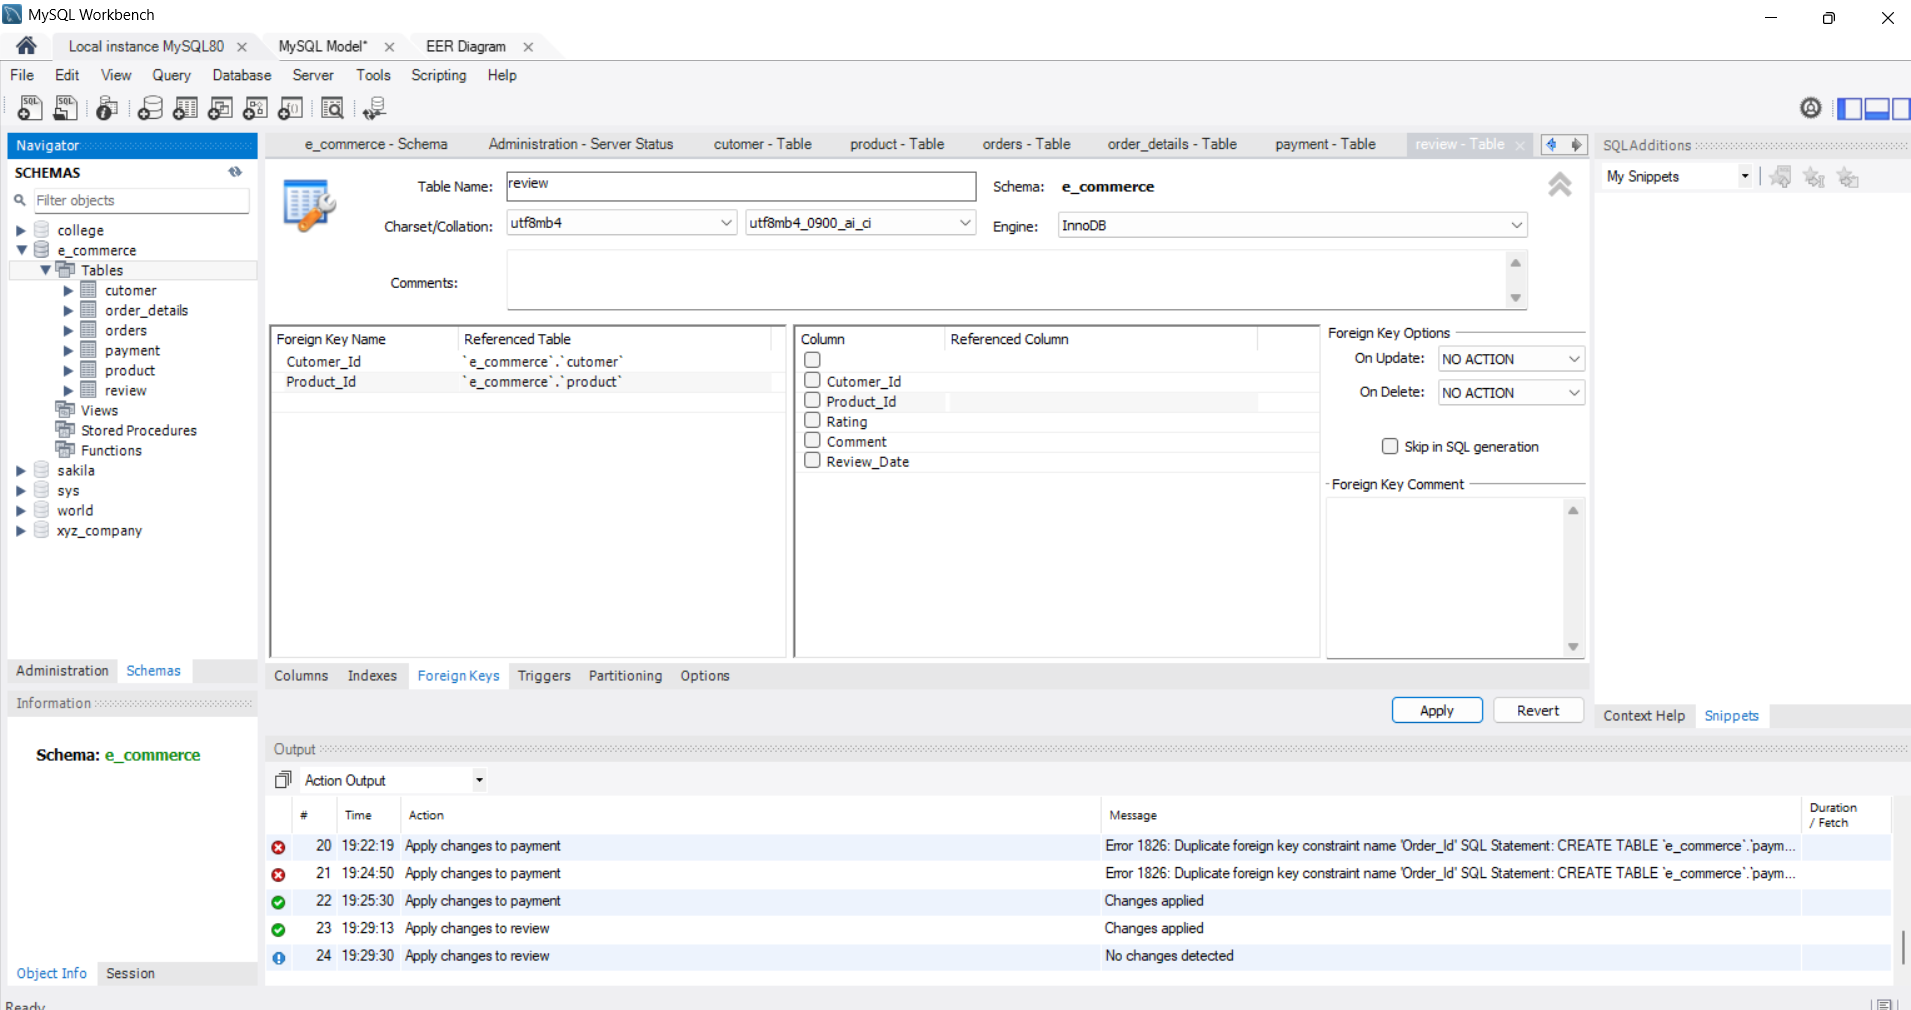 MySQL Workbench
Local instance MySQL80
MySQL Model*
EER Diagram
File Edit View Query Database Server Tools Scripting Help
Navigator
SCHEMAS
Filter objects
college
e_commerce
Tables
cutomer
order_details
orders
payment
product
review
Views
Stored Procedures
Functions
sakila
sys
world
xyz_company
Administration Schemas
Information
Schema: e_commerce
Object Info Session
Ready
e_commerce - Schema
Administration - Server Status
cutomer - Table
product - Table
orders - Table
order_details - Table
payment - Table
review - Table
Table Name: review
Schema: e_commerce
Charset/Collation: utf8mb4 utf8mb4_0900_ai_ci
Engine: InnoDB
Comments:
Foreign Key Name Referenced Table
Cutomer_Id `e_commerce`.`cutomer`
Product_Id `e_commerce`.`product`
Column Referenced Column
Cutomer_Id
Product_Id
Rating
Comment
Review_Date
Foreign Key Options
On Update: NO ACTION
On Delete: NO ACTION
Skip in SQL generation
Foreign Key Comment
Columns Indexes Foreign Keys Triggers Partitioning Options
Apply Revert
SQLAdditions
My Snippets
Context Help Snippets
Output
Action Output
# Time Action Message Duration / Fetch
20 19:22:19 Apply changes to payment Error 1826: Duplicate foreign key constraint name 'Order_Id' SQL Statement: CREATE TABLE `e_commerce`.`paym...
21 19:24:50 Apply changes to payment Error 1826: Duplicate foreign key constraint name 'Order_Id' SQL Statement: CREATE TABLE `e_commerce`.`paym...
22 19:25:30 Apply changes to payment Changes applied
23 19:29:13 Apply changes to review Changes applied
24 19:29:30 Apply changes to review No changes detected